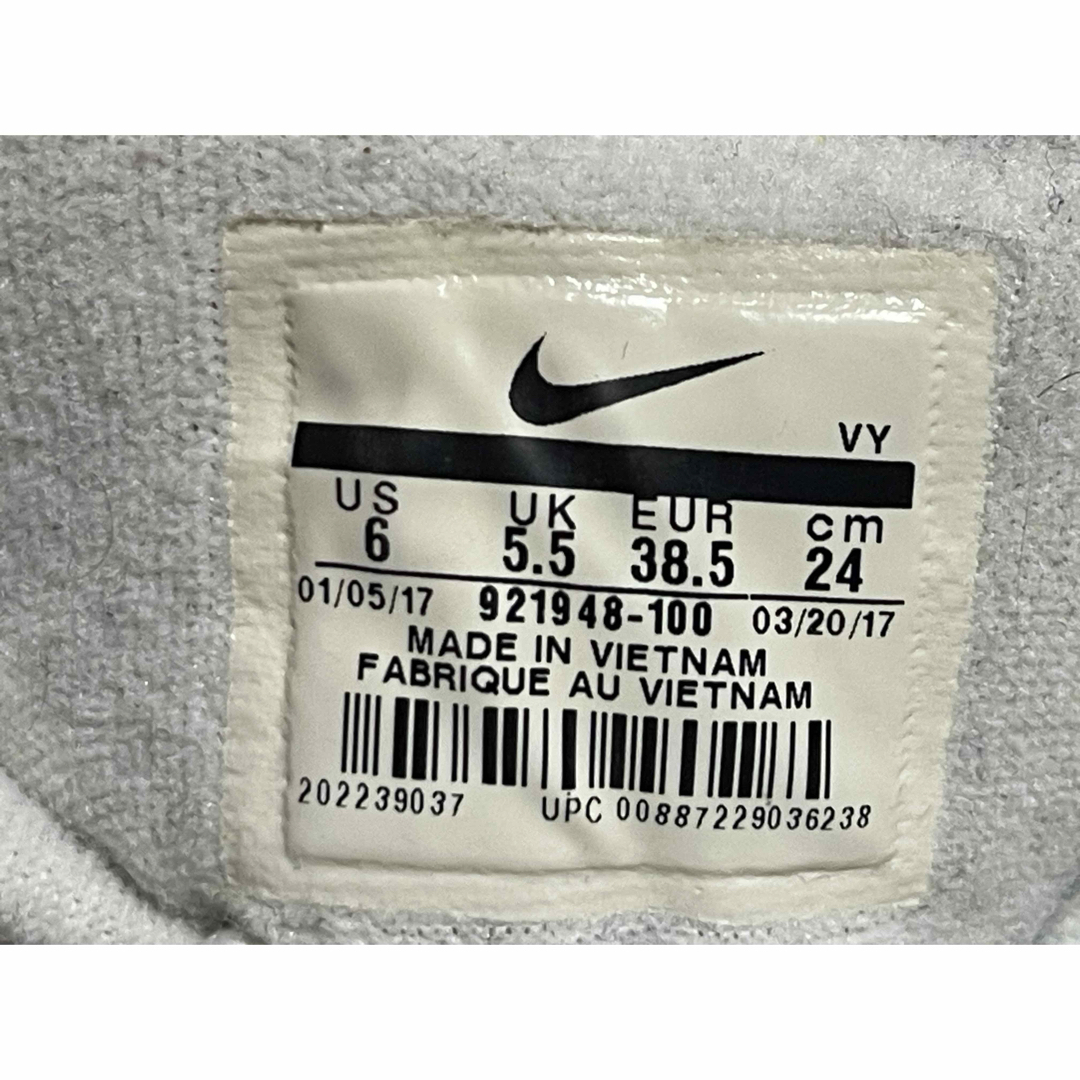 VY
US UK EUR cm
6 5.5 38.5 24
01/05/17 921948-100 03/20/17
MADE IN VIETNAM
FABRIQUE AU VIETNAM
202239037 UPC 00887229036238